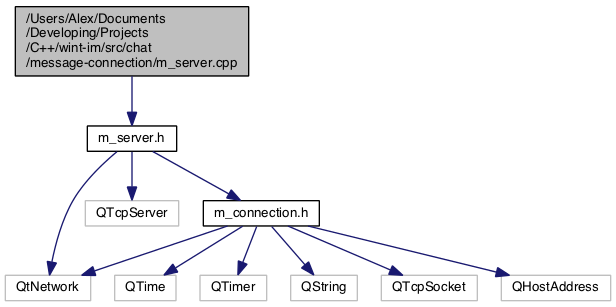 /Users/Alex/Documents
/Developing/Projects
/C++/wint-im/src/chat
/message-connection/m_server.cpp
m_server.h
QTcpServer
m_connection.h
QtNetwork
QTime
QTimer
QString
QTcpSocket
QHostAddress